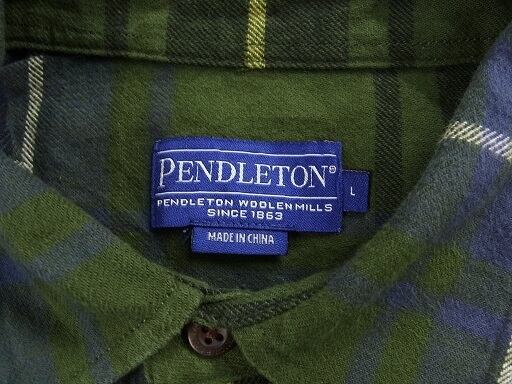 PENDLETON®
PENDLETON WOOLEN MILLS
SINCE 1863
L
MADE IN CHINA